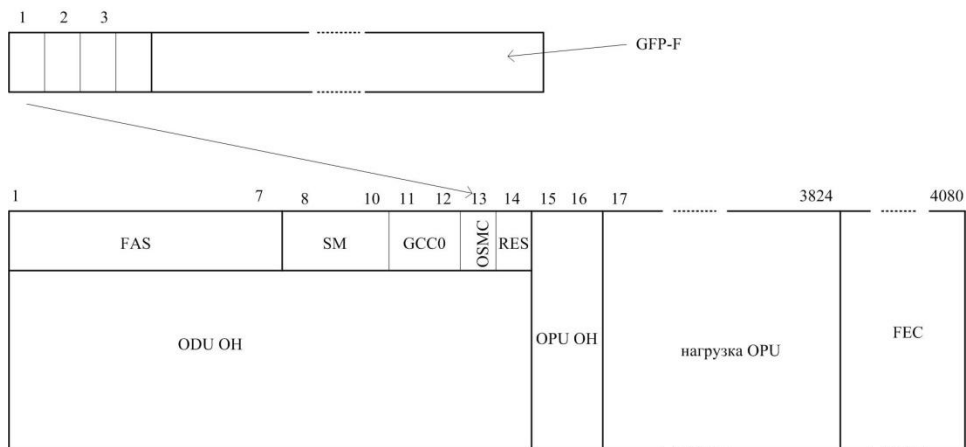 1 2 3
GFP-F
1 7 8 10 11 12 13 14 15 16 17 3824 4080
FAS SM GCC0 OSMC RES
ODU OH OPU OH нагрузка OPU FEC